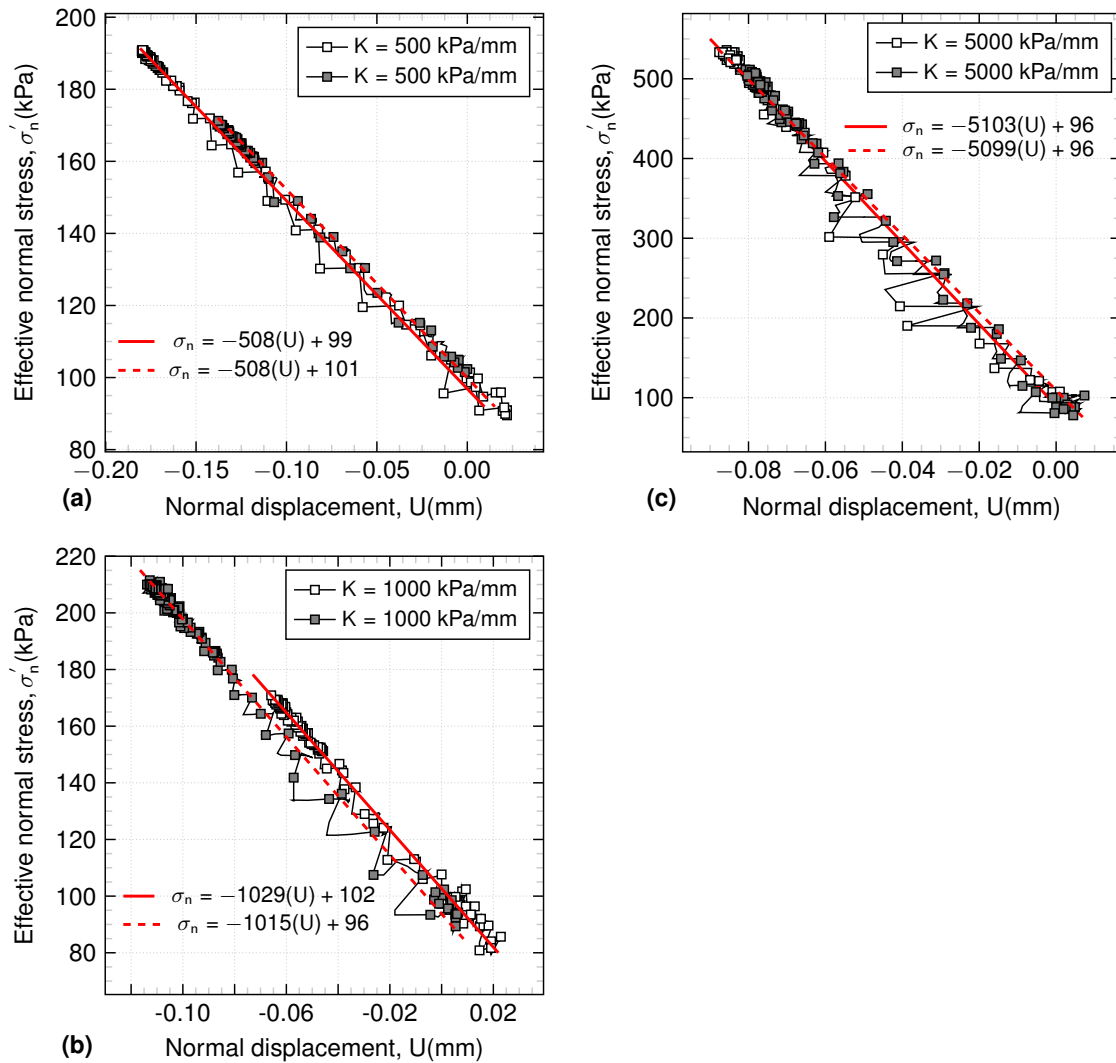 200
180
160
140
120
100
80
−0.20
−0.15
−0.10
−0.05
0.00
Effective normal stress, σ′n(kPa)
Normal displacement, U(mm)
K = 500 kPa/mm
K = 500 kPa/mm
σn = −508(U) + 99
σn = −508(U) + 101
(a)
500
400
300
200
100
−0.08
−0.06
−0.04
−0.02
0.00
Effective normal stress, σ′n(kPa)
Normal displacement, U(mm)
K = 5000 kPa/mm
K = 5000 kPa/mm
σn = −5103(U) + 96
σn = −5099(U) + 96
(c)
220
200
180
160
140
120
100
80
-0.10
-0.06
-0.02
0.02
Effective normal stress, σ′n(kPa)
Normal displacement, U(mm)
K = 1000 kPa/mm
K = 1000 kPa/mm
σn = −1029(U) + 102
σn = −1015(U) + 96
(b)